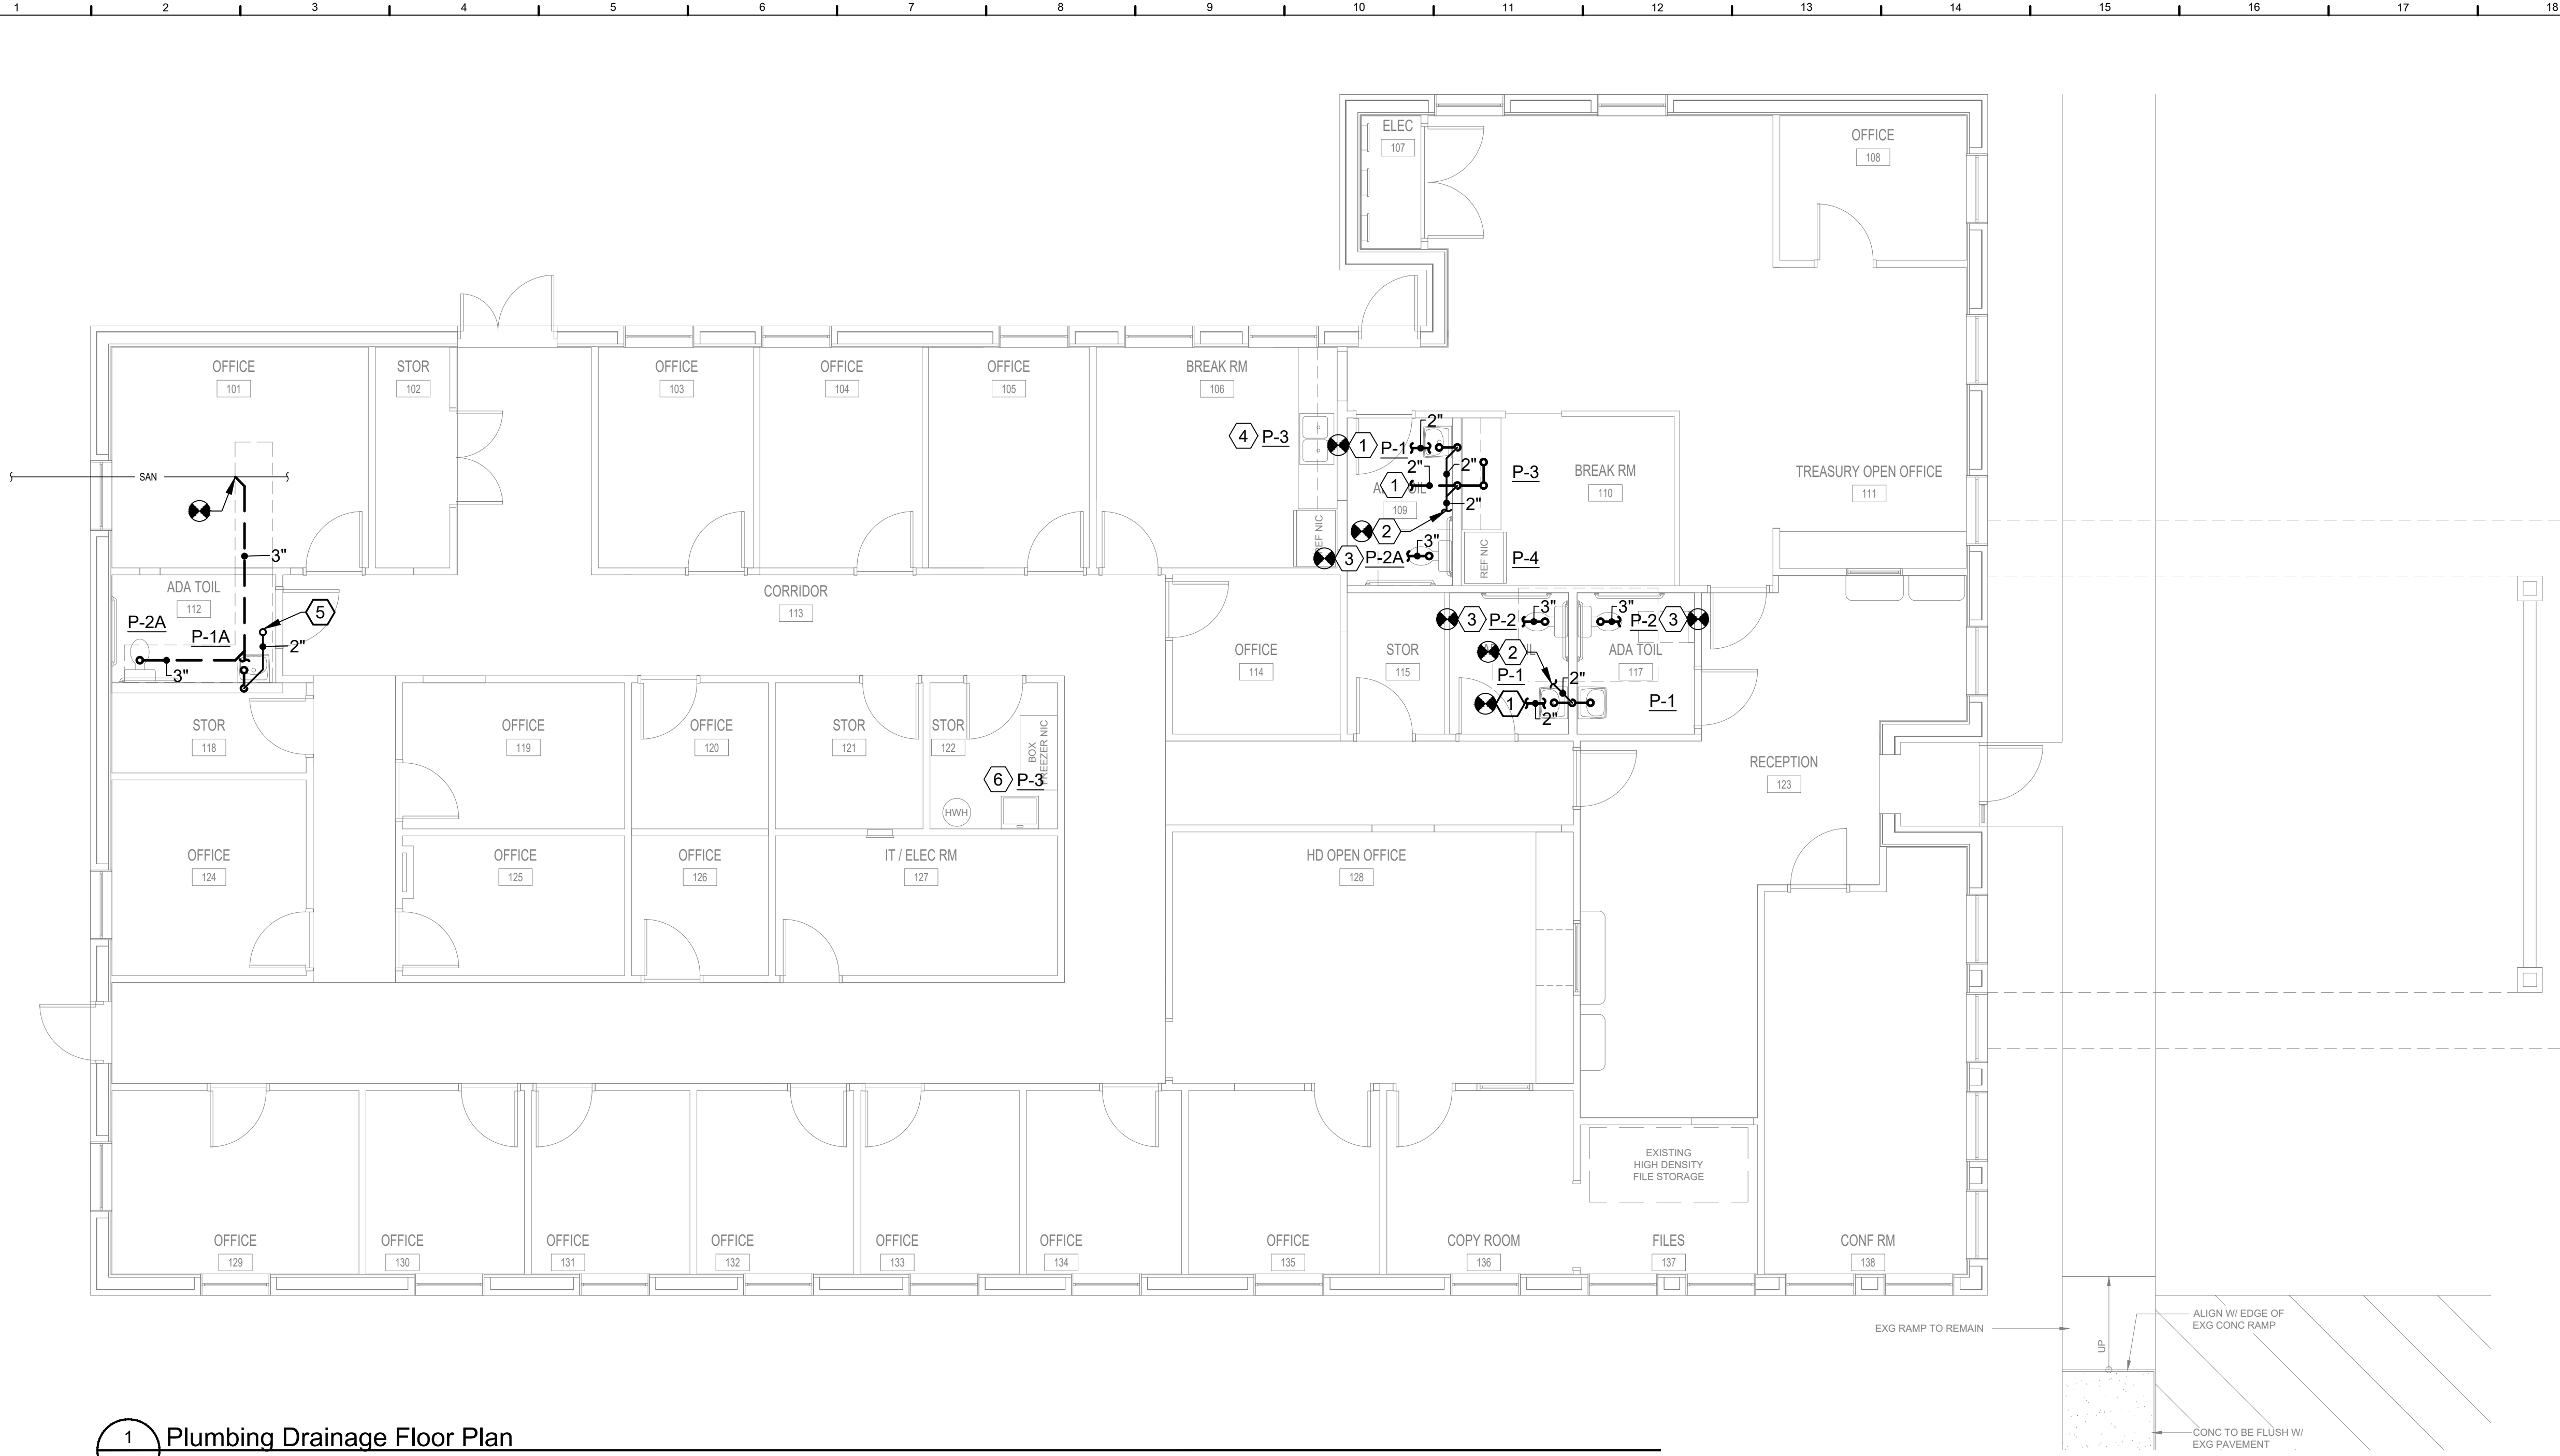 1 2 3 4 5 6 7 8 9 10 11 12 13 14 15 16 17 18
ELEC
107
OFFICE
108
OFFICE
101
STOR
102
OFFICE
103
OFFICE
104
OFFICE
105
BREAK RM
106
4 P-3
REF NIC
1 P-1
2"
2"
2"
1
109
2"
2
3 P-2A
3"
P-3
BREAK RM
110
REF NIC
P-4
TREASURY OPEN OFFICE
111
SAN
3"
ADA TOIL
112
P-2A
P-1A
5
2"
3"
CORRIDOR
113
OFFICE
114
STOR
115
3 P-2
3"
2
P-1
2"
1
2"
3"
P-2 3
ADA TOIL
117
P-1
STOR
118
OFFICE
119
OFFICE
120
STOR
121
STOR
122
BOX
FREEZER NIC
6 P-3
HWH
RECEPTION
123
OFFICE
124
OFFICE
125
OFFICE
126
IT / ELEC RM
127
HD OPEN OFFICE
128
EXISTING
HIGH DENSITY
FILE STORAGE
OFFICE
129
OFFICE
130
OFFICE
131
OFFICE
132
OFFICE
133
OFFICE
134
OFFICE
135
COPY ROOM
136
FILES
137
CONF RM
138
EXG RAMP TO REMAIN
UP
ALIGN W/ EDGE OF
EXG CONC RAMP
CONC TO BE FLUSH W/
EXG PAVEMENT
1 Plumbing Drainage Floor Plan